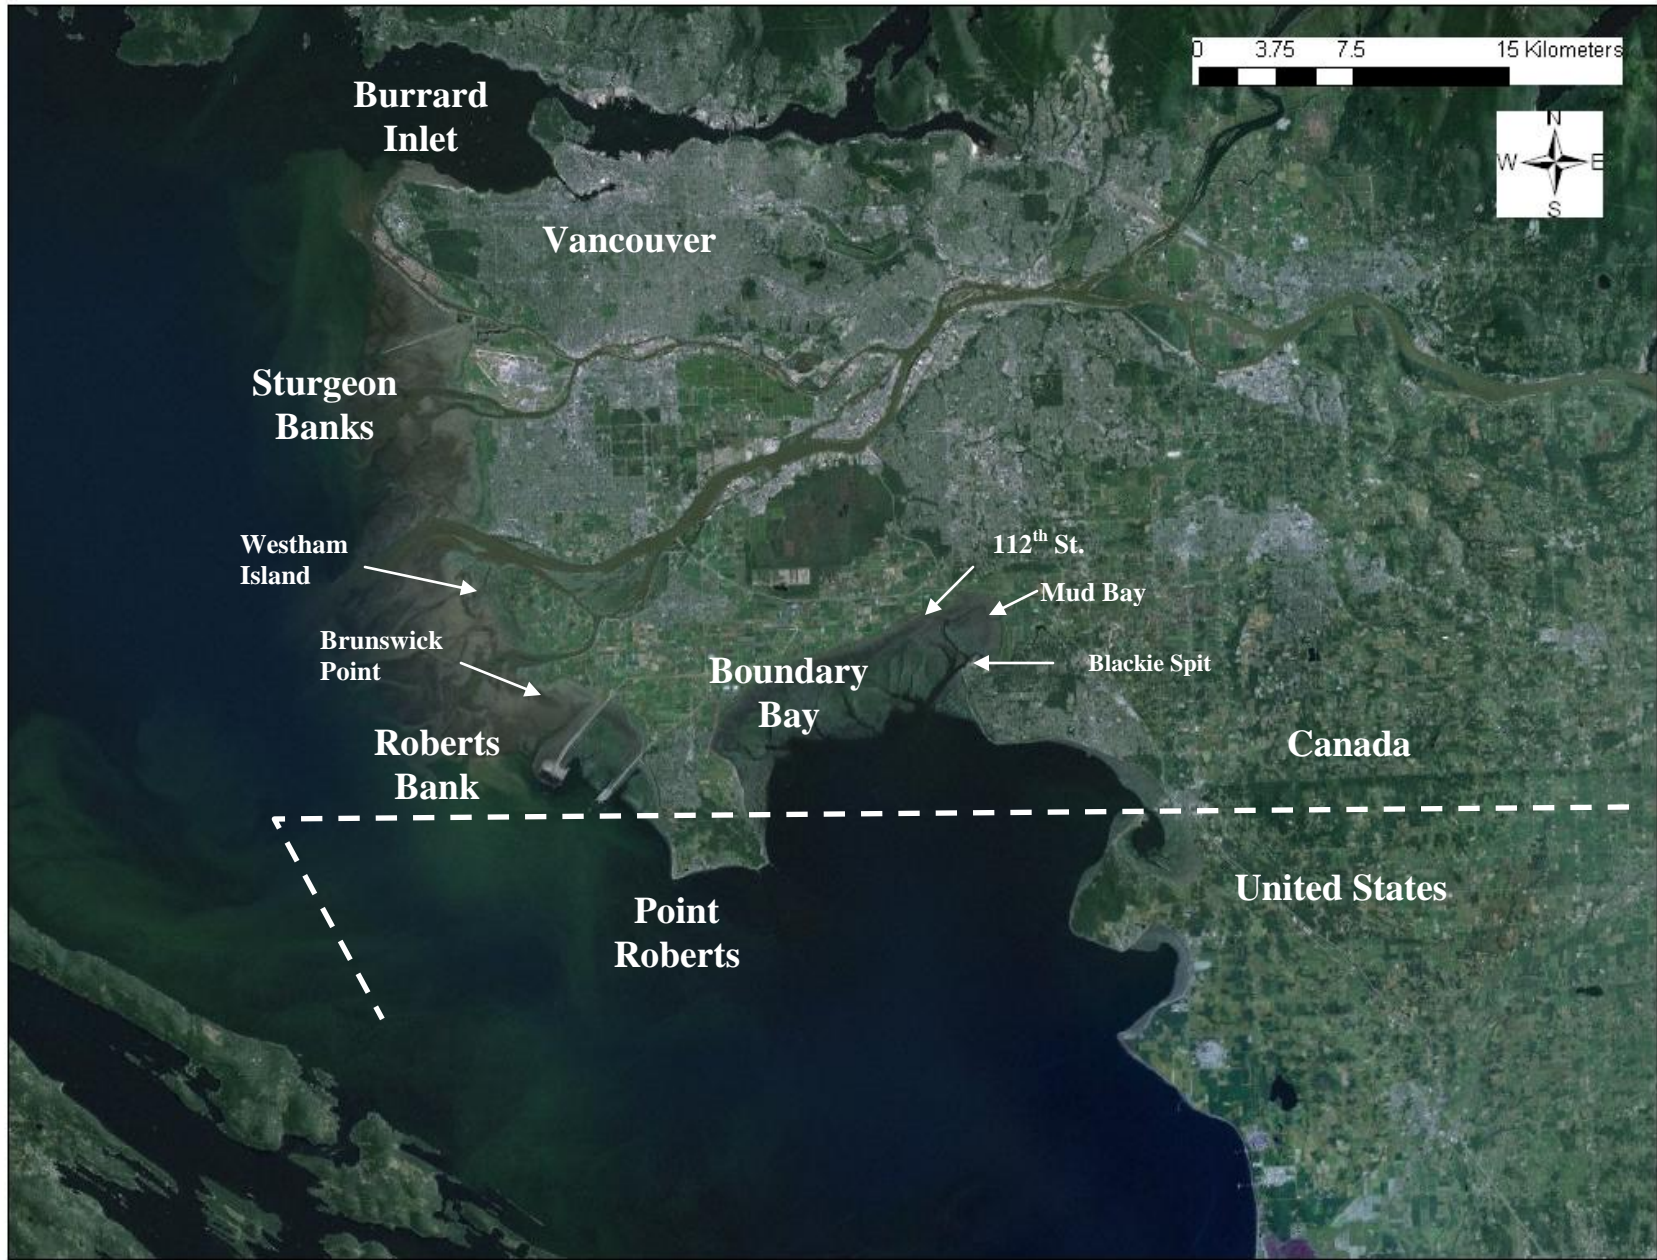 0 3.75 7.5 15 Kilometers
Burrard
Inlet
N
W E
S
Vancouver
Sturgeon
Banks
Westham
Island
112th St.
Mud Bay
Brunswick
Point
Boundary
Bay
Blackie Spit
Roberts
Bank
Canada
United States
Point
Roberts